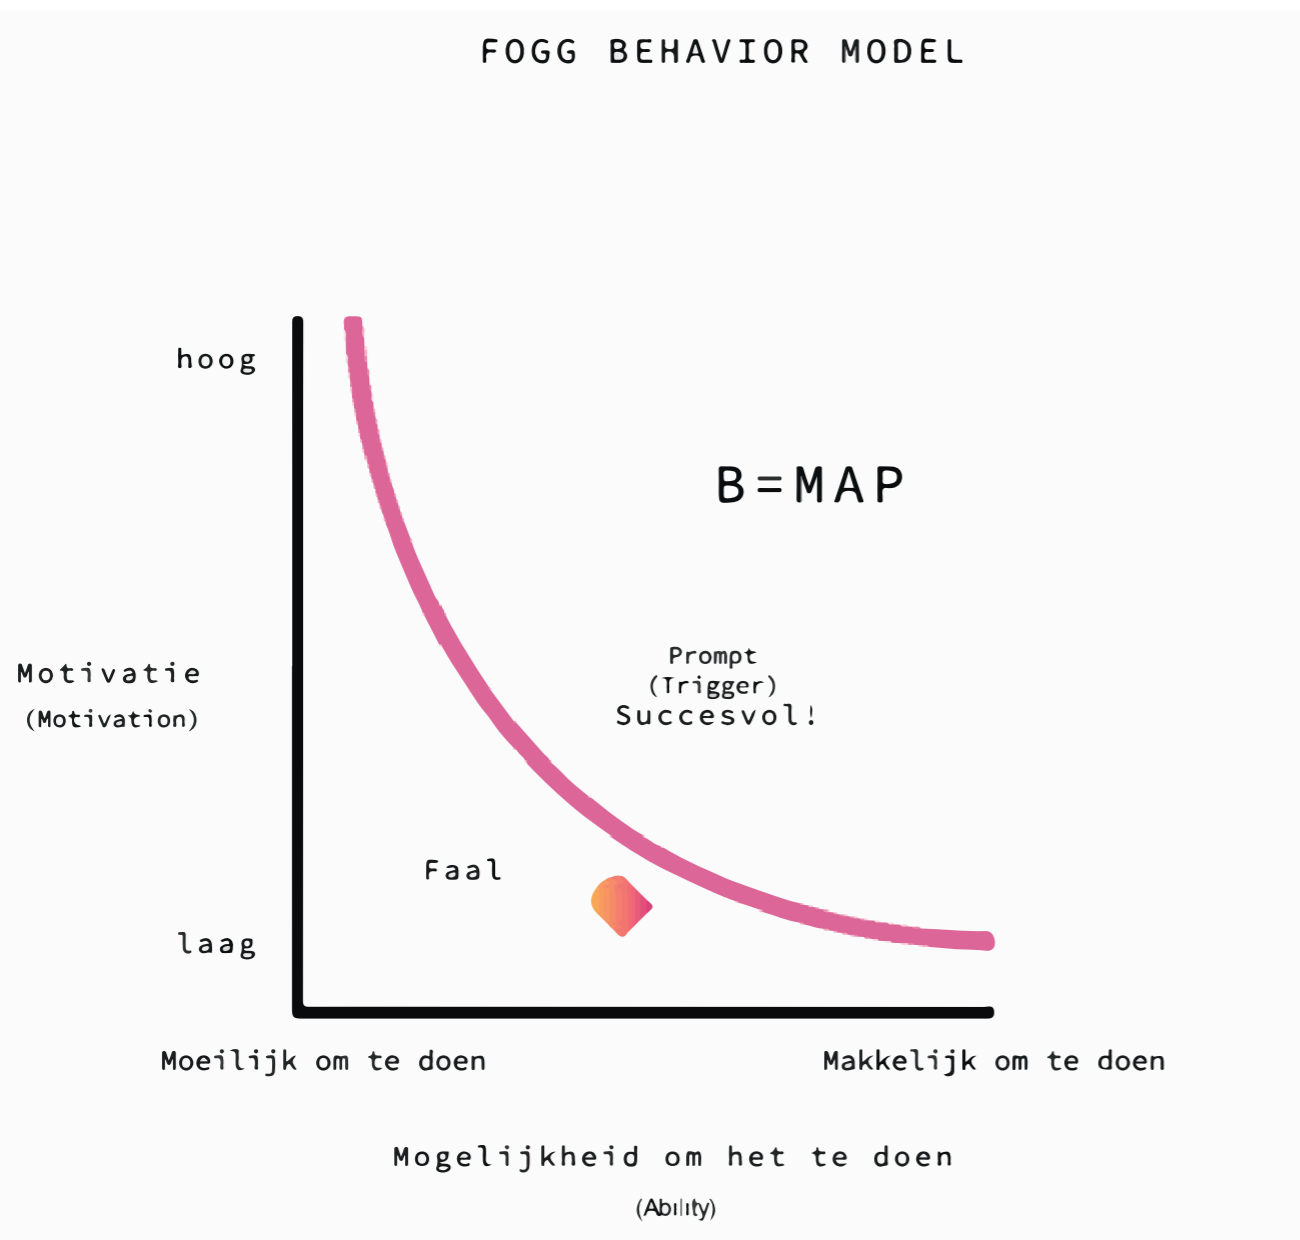 FOGG BEHAVIOR MODEL
hoog
B=MAP
Prompt
(Trigger)
Succesvol!
Motivatie
(Motivation)
Faal
laag
Moeilijk om te doen
Makkelijk om te doen
Mogelijkheid om het te doen
(Ability)